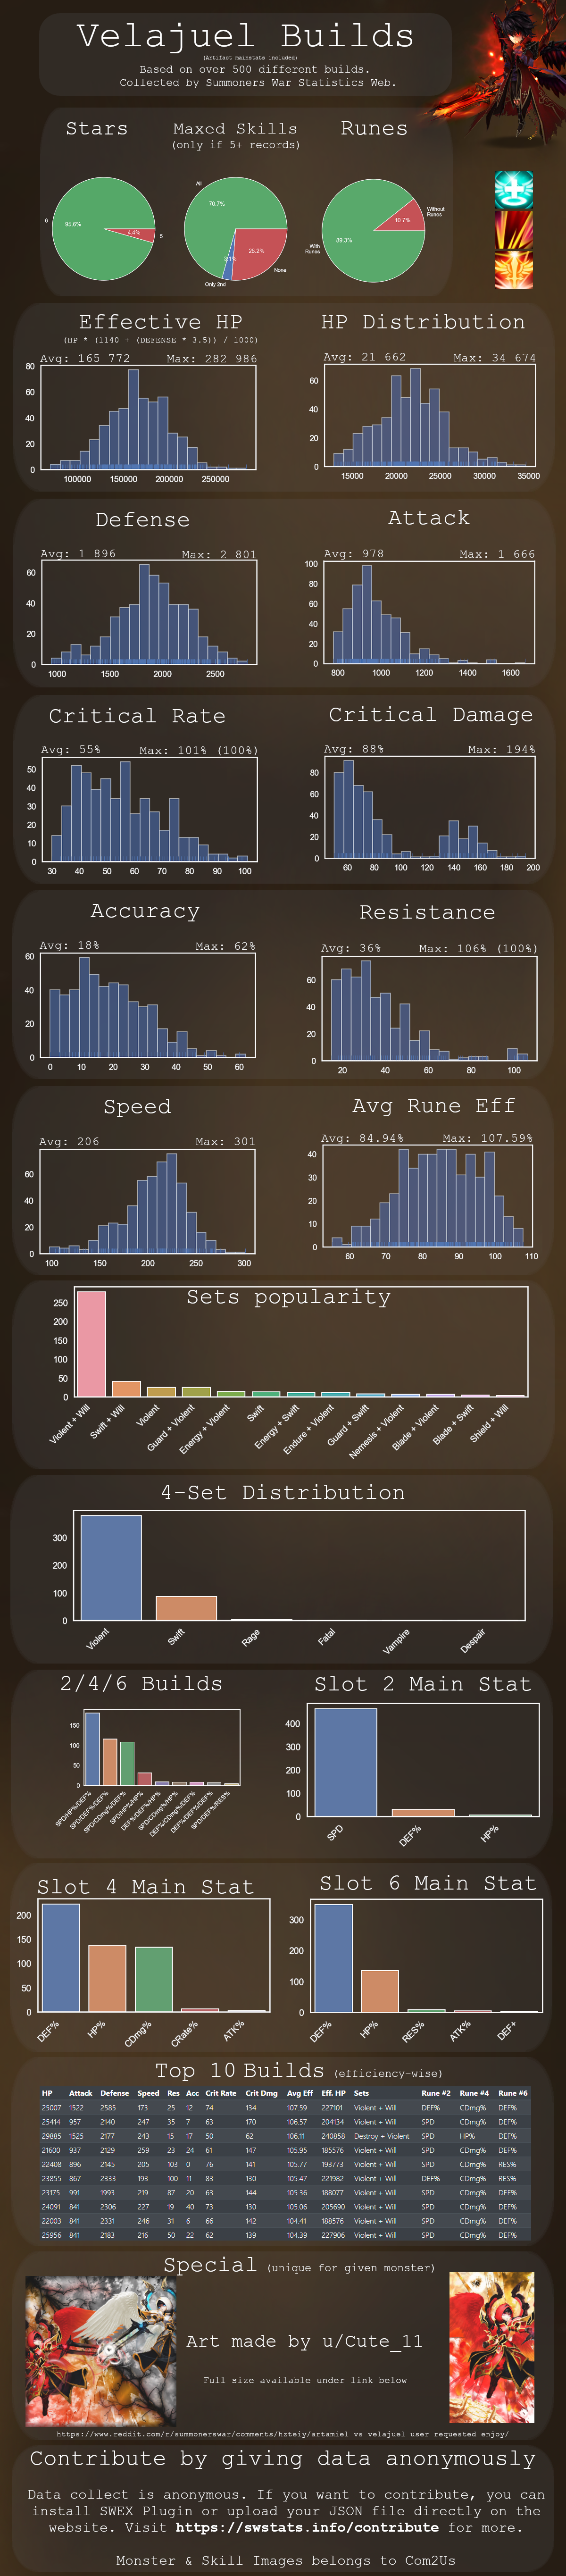 Velajuel Builds
(Artifact mainstats included)
Based on over 500 different builds.
Collected by Summoners War Statistics Web.
Stars Maxed Skills Runes
(only if 5+ records)
6 95.6% 4.4% 5
All 70.7% 26.2% None 3.1% Only 2nd
Without Runes 10.7% With Runes 89.3%
Effective HP
(HP * (1140 + (DEFENSE * 3.5)) / 1000)
Avg: 165 772 Max: 282 986
80
60
40
20
0
100000 150000 200000 250000
HP Distribution
Avg: 21 662 Max: 34 674
60
40
20
0
15000 20000 25000 30000 35000
Defense
Avg: 1 896 Max: 2 801
60
40
20
0
1000 1500 2000 2500
Attack
Avg: 978 Max: 1 666
100
80
60
40
20
0
800 1000 1200 1400 1600
Critical Rate
Avg: 55% Max: 101% (100%)
50
40
30
20
10
0
30 40 50 60 70 80 90 100
Critical Damage
Avg: 88% Max: 194%
80
60
40
20
0
60 80 100 120 140 160 180 200
Accuracy
Avg: 18% Max: 62%
60
40
20
0
0 10 20 30 40 50 60
Resistance
Avg: 36% Max: 106% (100%)
60
40
20
0
20 40 60 80 100
Speed
Avg: 206 Max: 301
60
40
20
0
100 150 200 250 300
Avg Rune Eff
Avg: 84.94% Max: 107.59%
40
30
20
10
0
60 70 80 90 100 110
Sets popularity
250
200
150
100
50
0
Violent + Will
Swift + Will
Violent
Guard + Violent
Energy + Violent
Swift
Energy + Swift
Endure + Violent
Guard + Swift
Nemesis + Violent
Blade + Violent
Blade + Swift
Shield + Will
4-Set Distribution
300
200
100
0
Violent Swift Rage Fatal Vampire Despair
2/4/6 Builds
150
100
50
0
SPD/HP%/DEF%
SPD/DEF%/DEF%
SPD/CDmg%/DEF%
SPD/HP%/HP%
DEF%/DEF%/HP%
SPD/CDmg%/HP%
DEF%/CDmg%/DEF%
DEF%/DEF%/DEF%
SPD/DEF%/RES%
Slot 2 Main Stat
400
300
200
100
0
SPD DEF% HP%
Slot 4 Main Stat
200
150
100
50
0
DEF% HP% CDmg% CRate% ATK%
Slot 6 Main Stat
300
200
100
0
DEF% HP% RES% ATK% DEF+
Top 10 Builds (efficiency-wise)
HP Attack Defense Speed Res Acc Crit Rate Crit Dmg Avg Eff Eff. HP Sets Rune #2 Rune #4 Rune #6
25007 1522 2585 173 25 12 74 134 107.59 227101 Violent + Will DEF% CDmg% DEF%
25414 957 2140 247 35 7 63 170 106.57 204134 Violent + Will SPD CDmg% DEF%
29885 1525 2177 243 15 17 50 62 106.11 240858 Destroy + Violent SPD HP% DEF%
21600 937 2129 259 23 24 61 147 105.95 185576 Violent + Will SPD CDmg% DEF%
22408 896 2145 205 103 0 76 141 105.77 193773 Violent + Will SPD CDmg% RES%
23855 867 2333 193 100 11 83 130 105.47 221982 Violent + Will DEF% CDmg% RES%
23175 991 1993 219 87 20 63 144 105.36 188077 Violent + Will SPD CDmg% DEF%
24091 841 2306 227 19 40 73 130 105.06 205690 Violent + Will SPD CDmg% DEF%
22003 841 2331 246 31 6 66 142 104.41 188576 Violent + Will SPD CDmg% DEF%
25956 841 2183 216 50 22 62 139 104.39 227906 Violent + Will SPD CDmg% DEF%
Special (unique for given monster)
Art made by u/Cute_11
Full size available under link below
https://www.reddit.com/r/summonerswar/comments/hzteiy/artamiel_vs_velajuel_user_requested_enjoy/
Contribute by giving data anonymously
Data collect is anonymous. If you want to contribute, you can
install SWEX Plugin or upload your JSON file directly on the
website. Visit https://swstats.info/contribute for more.
Monster & Skill Images belongs to Com2Us